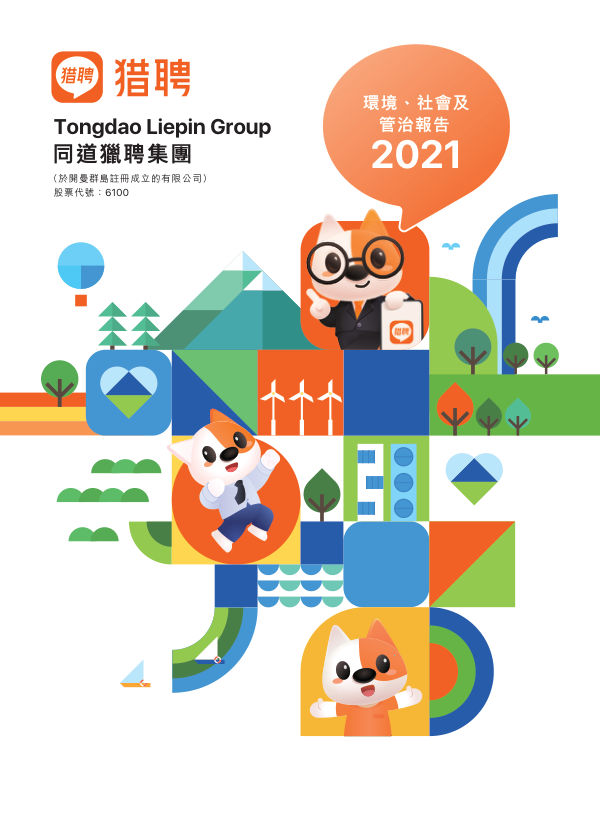 猎聘 猎聘
Tongdao Liepin Group
同道獵聘集團
(於開曼群島註冊成立的有限公司)
股票代號：6100
環境、社會及
管治報告
2021
猎聘